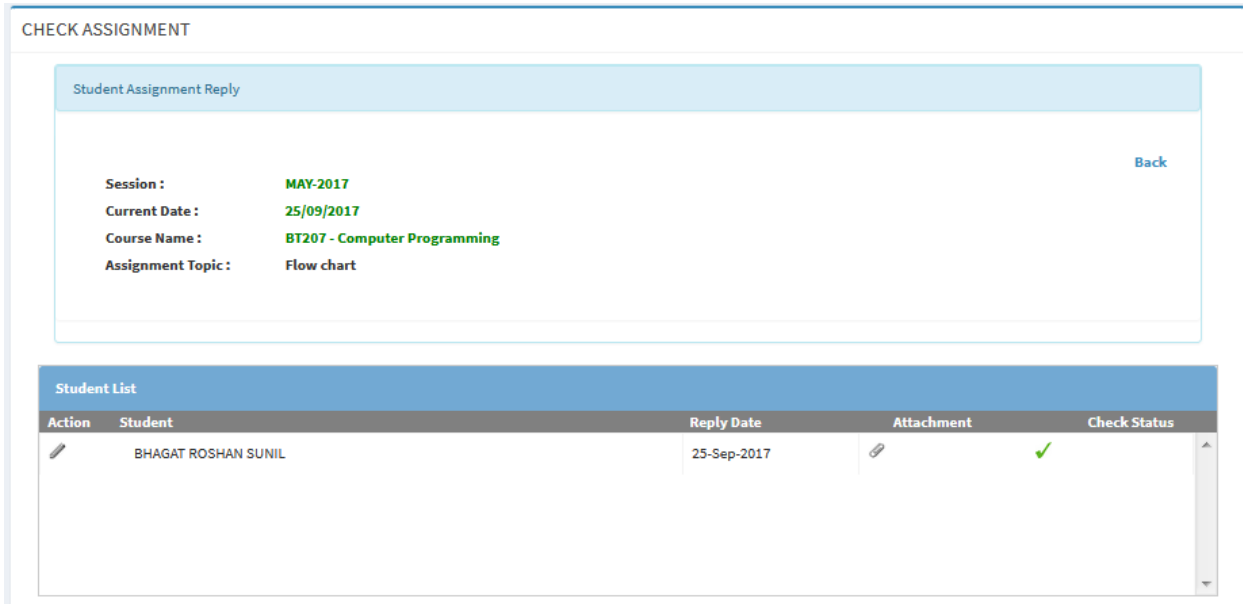 CHECK ASSIGNMENT
Student Assignment Reply
Back
Session : MAY-2017
Current Date : 25/09/2017
Course Name : BT207 - Computer Programming
Assignment Topic : Flow chart
Student List
Action Student Reply Date Attachment Check Status
BHAGAT ROSHAN SUNIL 25-Sep-2017